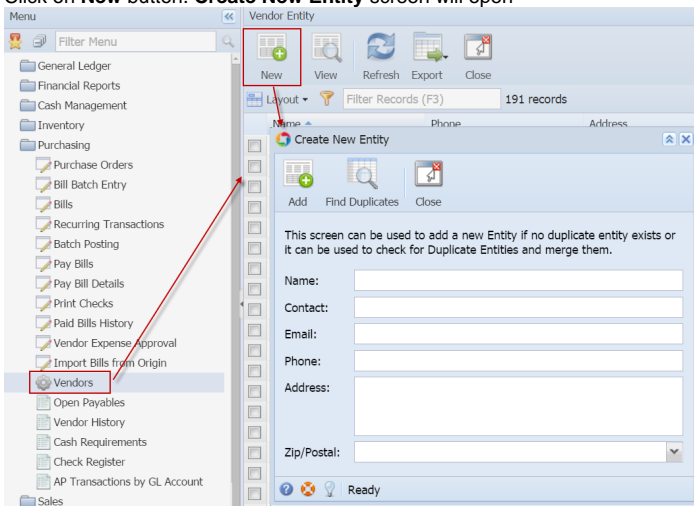 Click on New button. Create New Entity screen will open
Menu
Filter Menu
General Ledger
Financial Reports
Cash Management
Inventory
Purchasing
Purchase Orders
Bill Batch Entry
Bills
Recurring Transactions
Batch Posting
Pay Bills
Pay Bill Details
Print Checks
Paid Bills History
Vendor Expense Approval
Import Bills from Origin
Vendors
Open Payables
Vendor History
Cash Requirements
Check Register
AP Transactions by GL Account
Sales
Vendor Entity
New View Refresh Export Close
Layout Filter Records (F3) 191 records
Name Phone Address
Create New Entity
Add Find Duplicates Close
This screen can be used to add a new Entity if no duplicate entity exists or
it can be used to check for Duplicate Entities and merge them.
Name:
Contact:
Email:
Phone:
Address:
Zip/Postal:
Ready